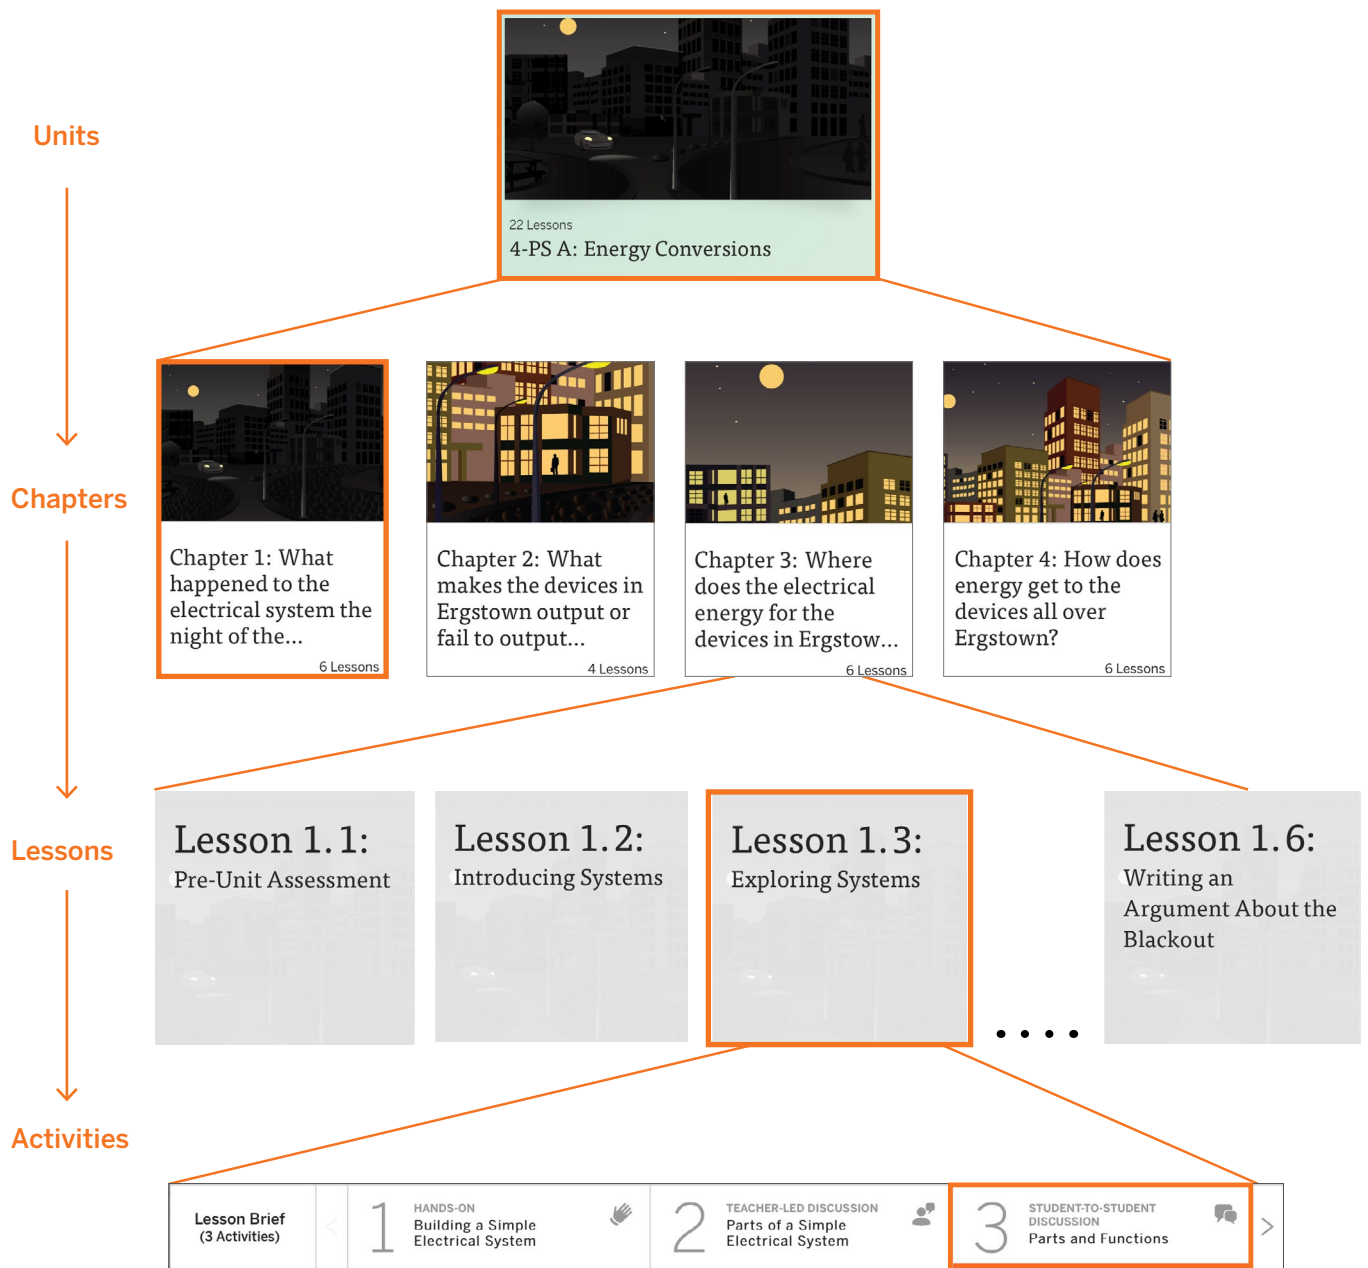 Units
22 Lessons
4-PS A: Energy Conversions
Chapters
Chapter 1: What
happened to the
electrical system the
night of the...
6 Lessons
Chapter 2: What
makes the devices in
Ergstown output or
fail to output...
4 Lessons
Chapter 3: Where
does the electrical
energy for the
devices in Ergstow...
6 Lessons
Chapter 4: How does
energy get to the
devices all over
Ergstown?
6 Lessons
Lessons
Lesson 1.1:
Pre-Unit Assessment
Lesson 1.2:
Introducing Systems
Lesson 1.3:
Exploring Systems
....
Lesson 1.6:
Writing an
Argument About the
Blackout
Activities
Lesson Brief
(3 Activities)
1
HANDS-ON
Building a Simple
Electrical System
2
TEACHER-LED DISCUSSION
Parts of a Simple
Electrical System
3
STUDENT-TO-STUDENT
DISCUSSION
Parts and Functions